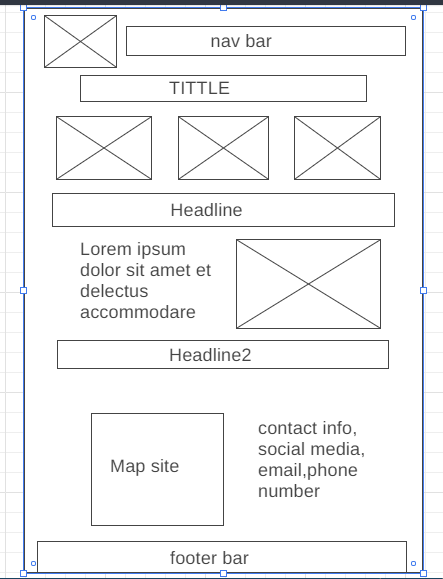 nav bar
TITTLE
Headline
Lorem ipsum
dolor sit amet et
delectus
accommodare
Headline2
Map site
contact info,
social media,
email,phone
number
footer bar